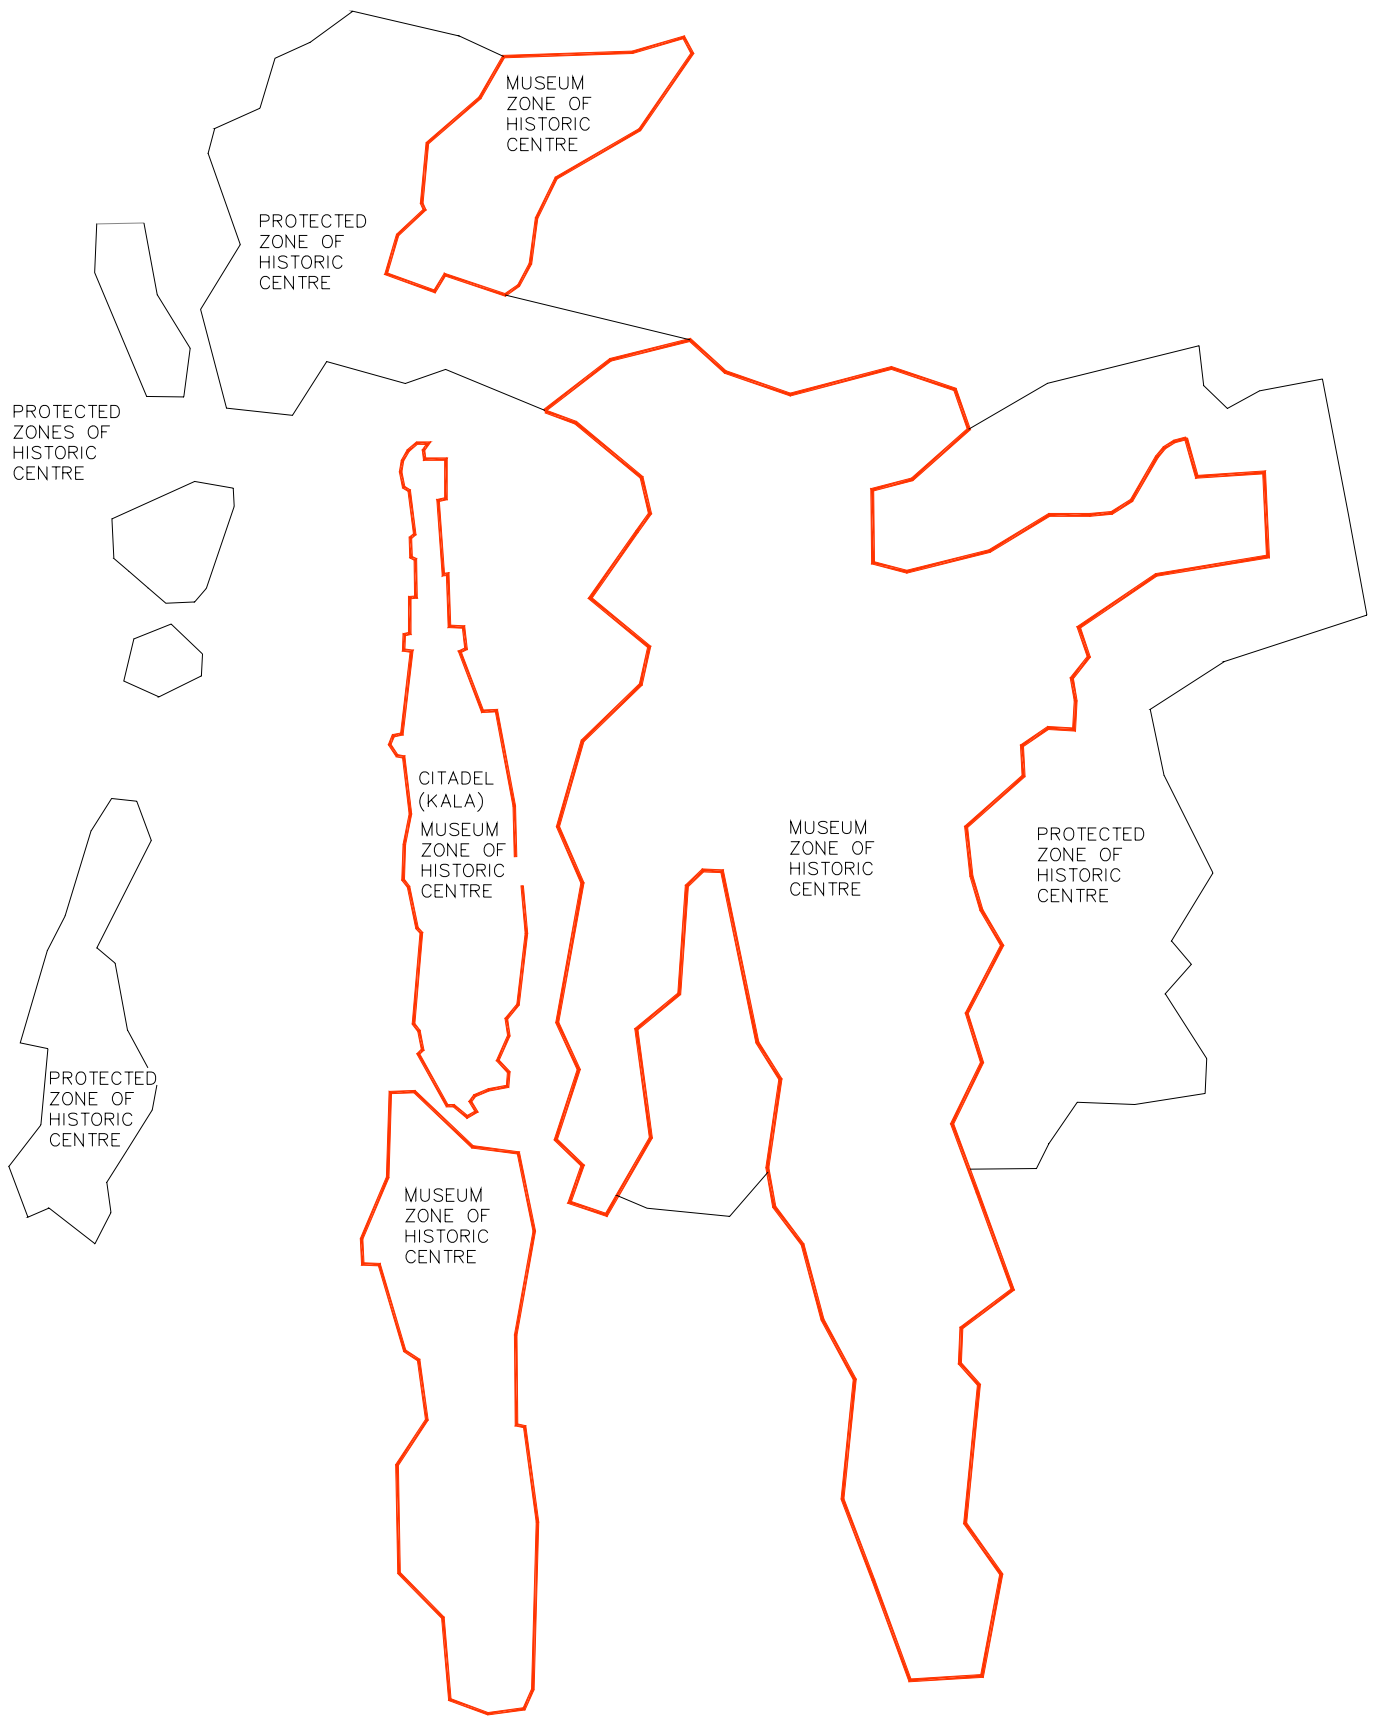 MUSEUM
ZONE OF
HISTORIC
CENTRE
PROTECTED
ZONE OF
HISTORIC
CENTRE
PROTECTED
ZONES OF
HISTORIC
CENTRE
CITADEL
(KALA)
MUSEUM
ZONE OF
HISTORIC
CENTRE
MUSEUM
ZONE OF
HISTORIC
CENTRE
PROTECTED
ZONE OF
HISTORIC
CENTRE
PROTECTED
ZONE OF
HISTORIC
CENTRE
MUSEUM
ZONE OF
HISTORIC
CENTRE